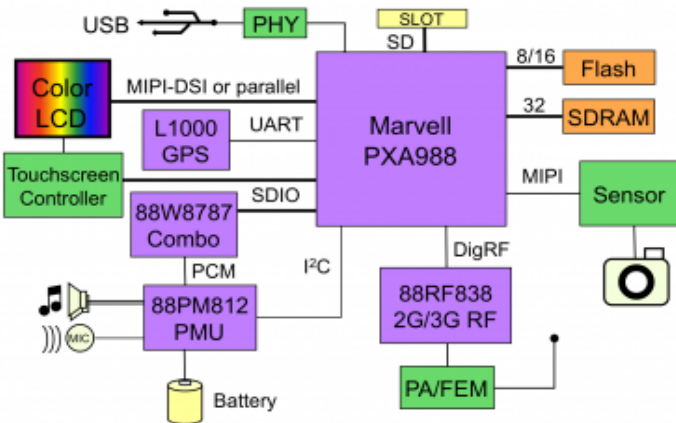 USB
PHY
SLOT
SD
8/16
Flash
Color
LCD
MIPI-DSI or parallel
L1000
GPS
UART
Marvell
PXA988
32
SDRAM
Touchscreen
Controller
SDIO
88W8787
Combo
MIPI
Sensor
PCM
I²C
DigRF
88PM812
PMU
MIC
88RF838
2G/3G RF
Battery
PA/FEM